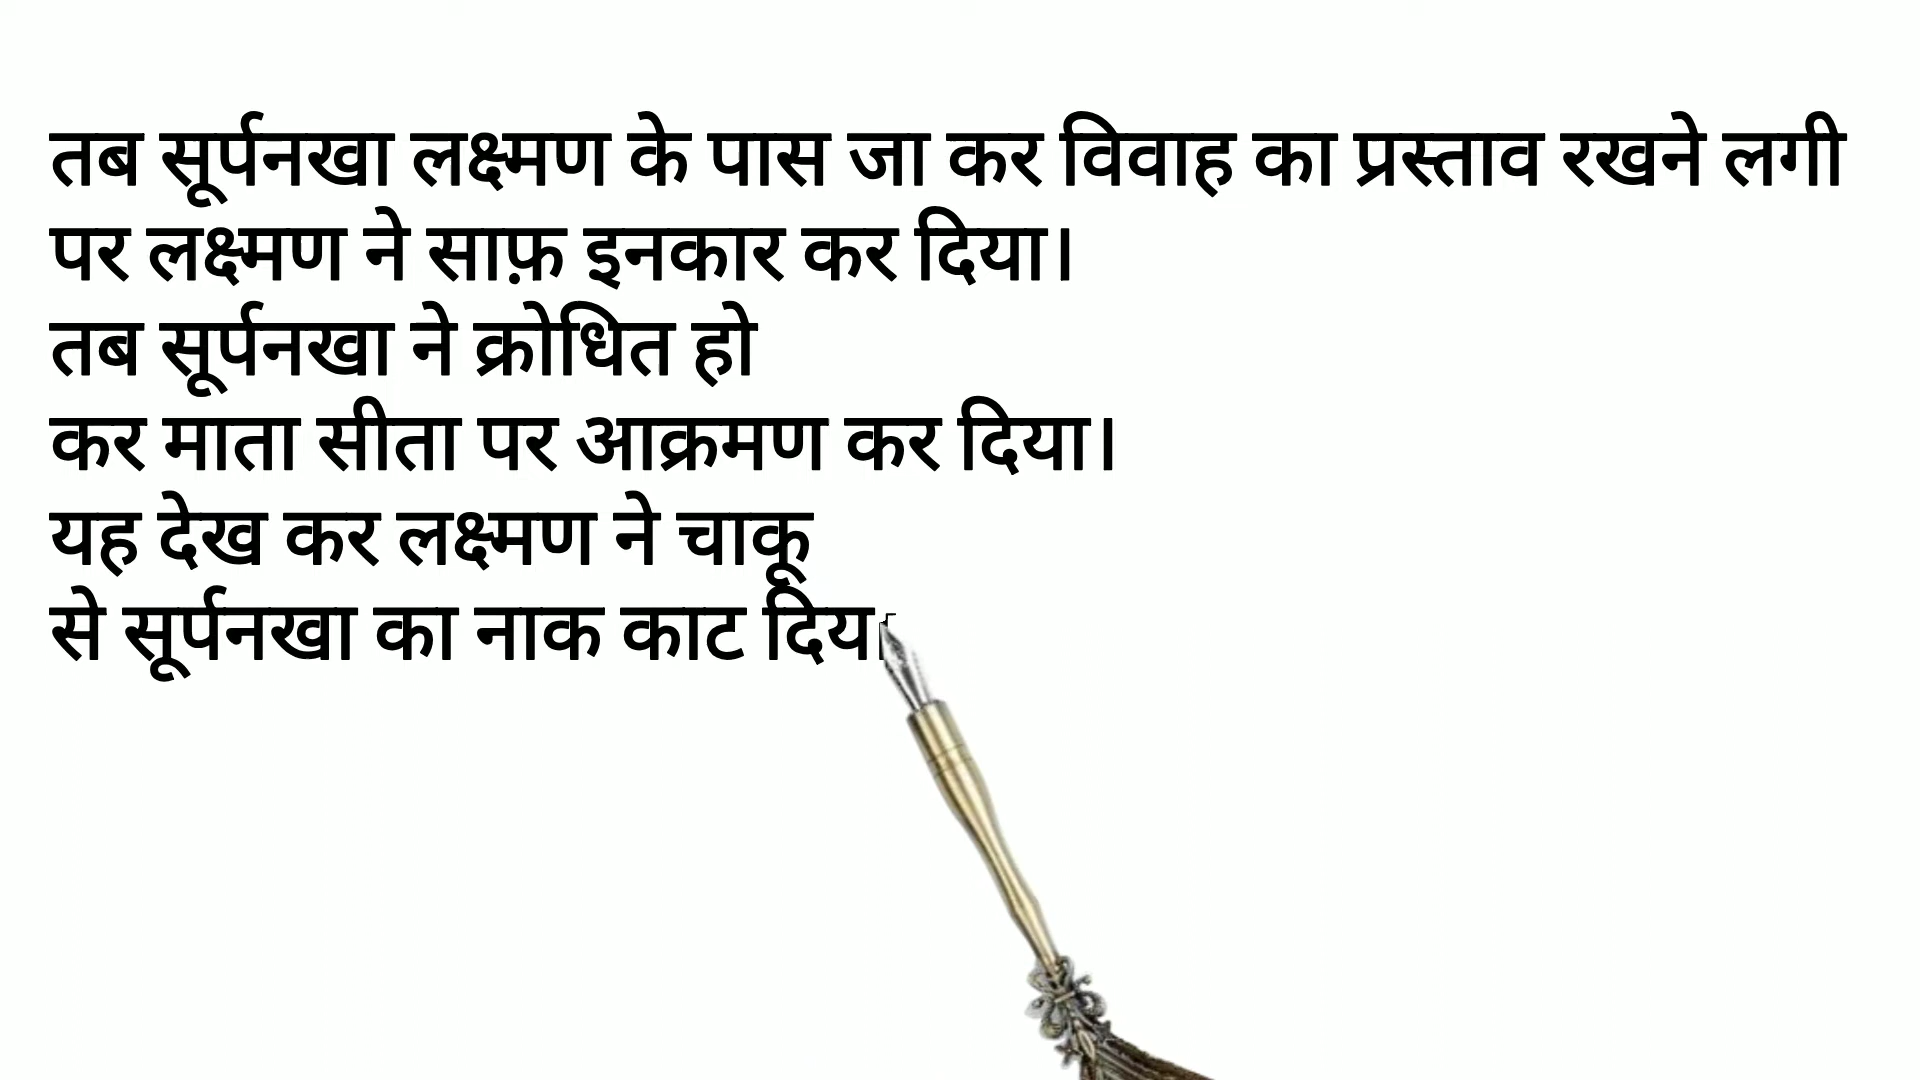 तब सूर्पनखा लक्ष्मण के पास जा कर विवाह का प्रस्ताव रखने लगी
पर लक्ष्मण ने साफ़ इनकार कर दिया।
तब सूर्पनखा ने क्रोधित हो
कर माता सीता पर आक्रमण कर दिया।
यह देख कर लक्ष्मण ने चाकू
से सूर्पनखा का नाक काट दिया